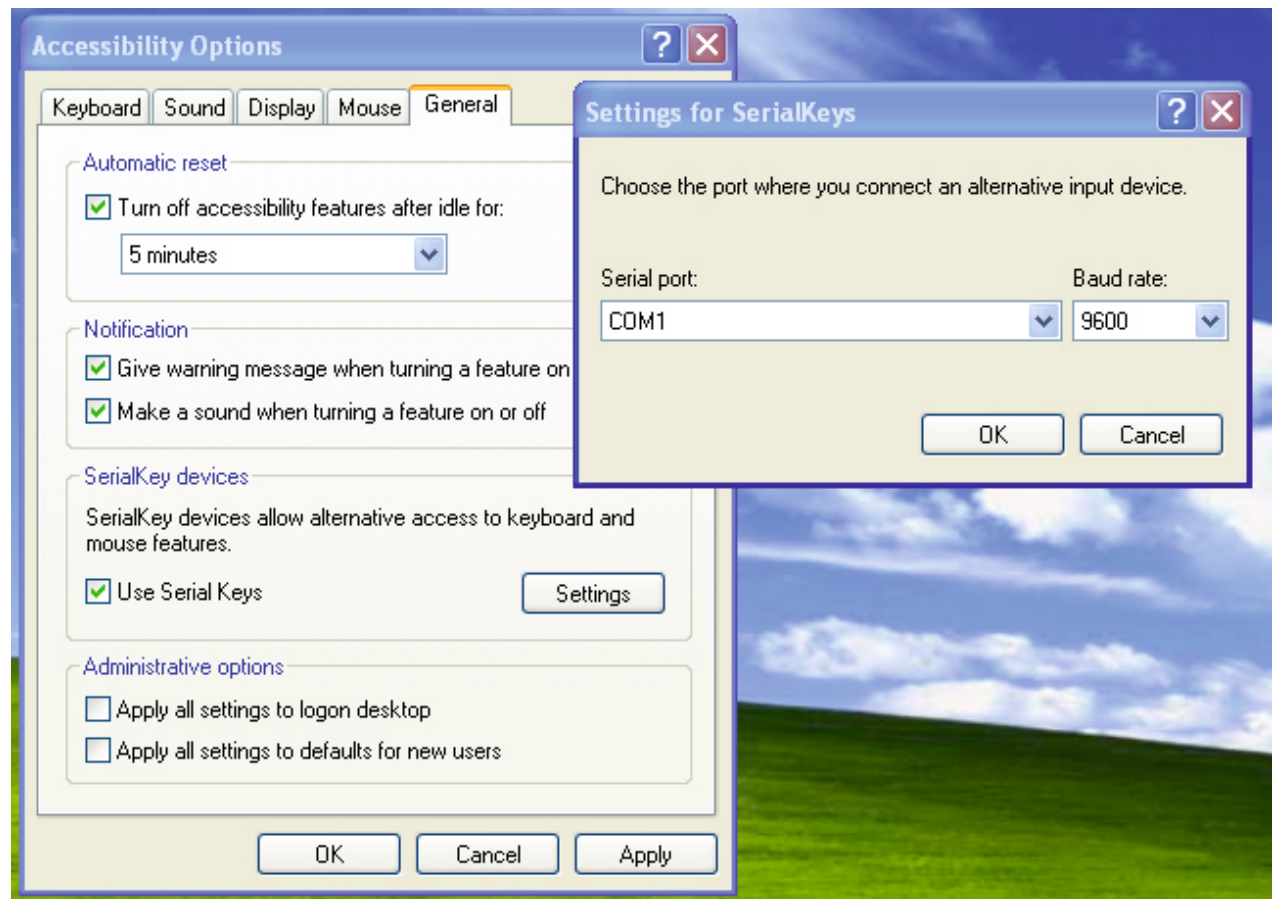 Accessibility Options
Keyboard Sound Display Mouse General
Automatic reset
Turn off accessibility features after idle for:
5 minutes
Notification
Give warning message when turning a feature on
Make a sound when turning a feature on or off
SerialKey devices
SerialKey devices allow alternative access to keyboard and
mouse features.
Use Serial Keys
Settings
Administrative options
Apply all settings to logon desktop
Apply all settings to defaults for new users
OK Cancel Apply
Settings for SerialKeys
Choose the port where you connect an alternative input device.
Serial port: Baud rate:
COM1 9600
OK Cancel